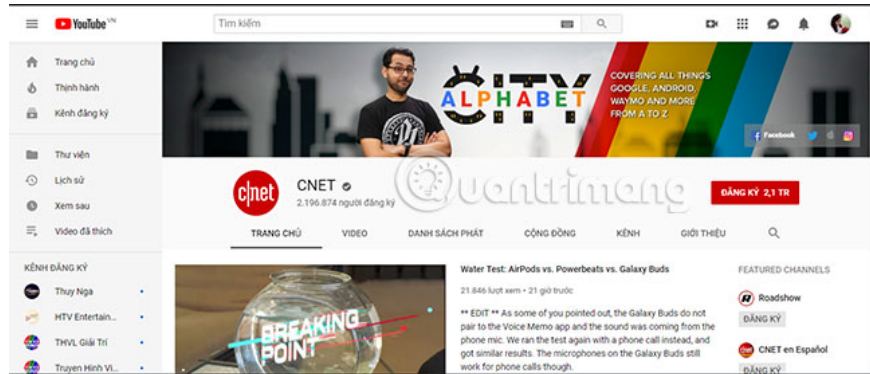 YouTube VN
Tìm kiếm
Trang chủ
Thịnh hành
Kênh đăng ký
Thư viện
Lịch sử
Xem sau
Video đã thích
KÊNH ĐĂNG KÝ
Thuy Nga
HTV Entertain...
THVL Giải Trí
Truyen Hinh Vi...
ALPHABET
CITY
COVERING ALL THINGS
GOOGLE, ANDROID,
WAYMO AND MORE
FROM A TO Z
Facebook
c|net
CNET
2.196.874 người đăng ký
Quantrimang
ĐĂNG KÝ 2,1 TR
TRANG CHỦ VIDEO DANH SÁCH PHÁT CỘNG ĐỒNG KÊNH GIỚI THIỆU
BREAKING
POINT
Water Test: AirPods vs. Powerbeats vs. Galaxy Buds
21.846 lượt xem • 21 giờ trước
** EDIT ** As some of you pointed out, the Galaxy Buds do not
pair to the Voice Memo app and the sound was coming from the
phone mic. We ran the test again with a phone call instead, and
got similar results. The microphones on the Galaxy Buds still
work for phone calls though.
FEATURED CHANNELS
Roadshow
ĐĂNG KÝ
CNET en Español
ĐĂNG KÝ